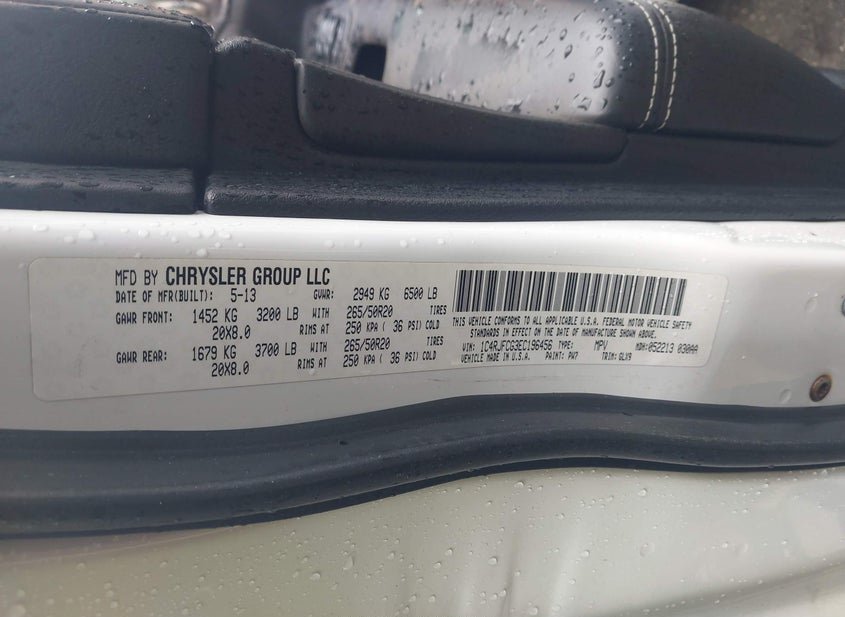 MFD BY CHRYSLER GROUP LLC
DATE OF MFR(BUILT): 5-13 GVWR: 2949 KG 6500 LB
GAWR FRONT: 1452 KG 3200 LB WITH 265/50R20 TIRES
20X8.0 RIMS AT 250 KPA ( 36 PSI) COLD
GAWR REAR: 1679 KG 3700 LB WITH 265/50R20 TIRES
20X8.0 RIMS AT 250 KPA ( 36 PSI) COLD
THIS VEHICLE CONFORMS TO ALL APPLICABLE U.S.A. FEDERAL MOTOR VEHICLE SAFETY
STANDARDS IN EFFECT ON THE DATE OF MANUFACTURE SHOWN ABOVE.
VIN: 1C4RJFCG3EC196456 TYPE: MPV MDH: 052213 030AA
VEHICLE MADE IN U.S.A. PAINT: PW7 TRIM: GLX9